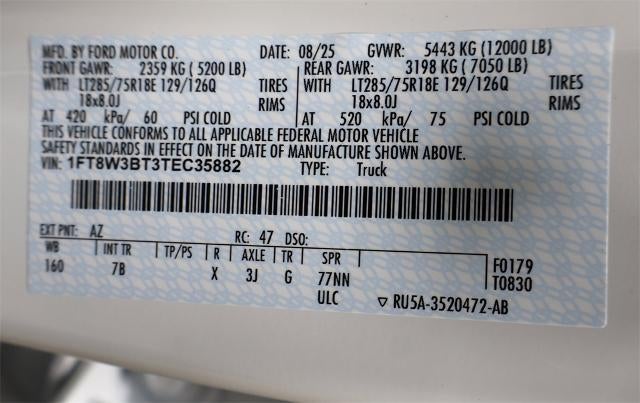 MFD. BY FORD MOTOR CO. DATE: 08/25 GVWR: 5443 KG (12000 LB)
FRONT GAWR: 2359 KG (5200 LB) REAR GAWR: 3198 KG (7050 LB)
WITH LT285/75R18E 129/126Q TIRES WITH LT285/75R18E 129/126Q TIRES
18x8.0J RIMS 18x8.0J RIMS
AT 420 kPa/ 60 PSI COLD AT 520 kPa/ 75 PSI COLD
THIS VEHICLE CONFORMS TO ALL APPLICABLE FEDERAL MOTOR VEHICLE
SAFETY STANDARDS IN EFFECT ON THE DATE OF MANUFACTURE SHOWN ABOVE.
VIN: 1FT8W3BT3TEC35882 TYPE: Truck
EXT PNT: AZ RC: 47 DSO:
WB INT TR TP/PS R AXLE TR SPR
160 7B X 3J G 77NN F0179
ULC T0830
▽ RU5A-3520472-AB